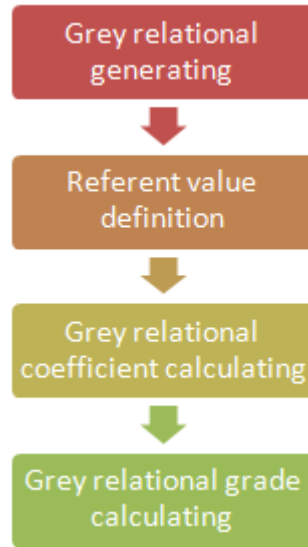 Grey relational
generating
Referent value
definition
Grey relational
coefficient calculating
Grey relational grade
calculating